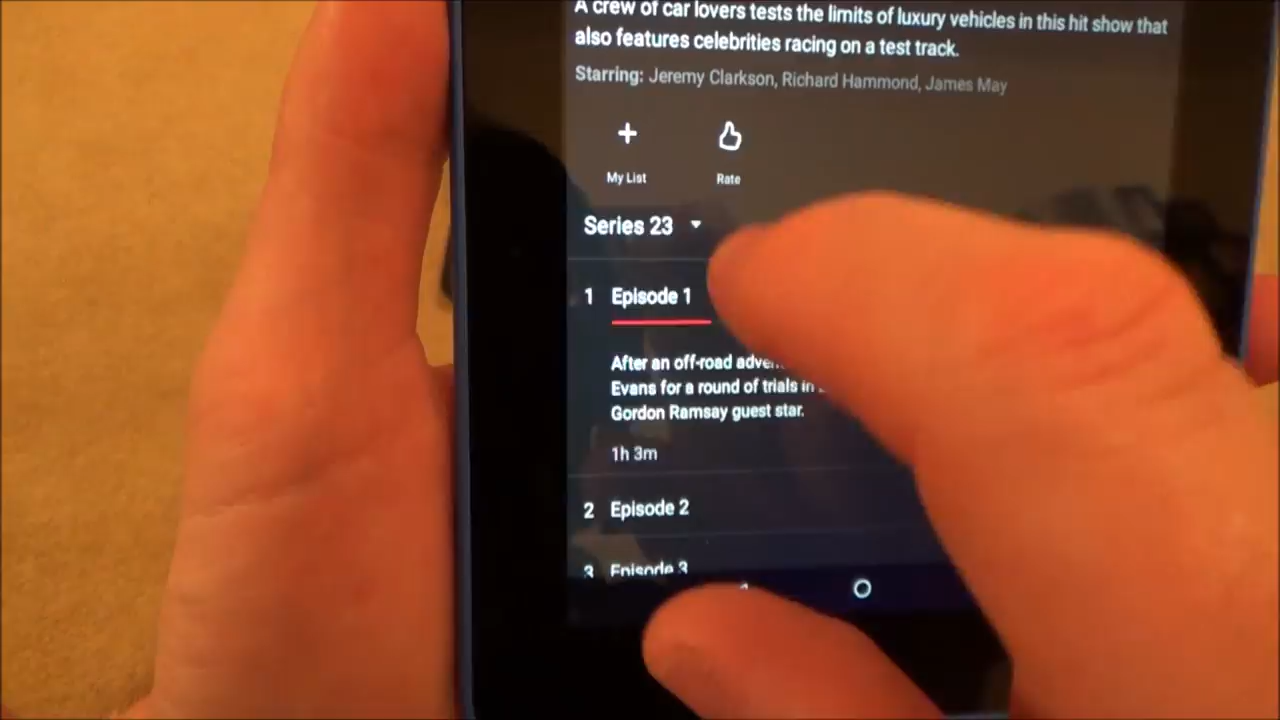 A crew of car lovers tests the limits of luxury vehicles in this hit show that
also features celebrities racing on a test track.
Starring: Jeremy Clarkson, Richard Hammond, James May
My List
Rate
Series 23
1 Episode 1
After an off-road
Evans for a round of trials in
Gordon Ramsay guest star.
1h 3m
2 Episode 2
3 Episode 3